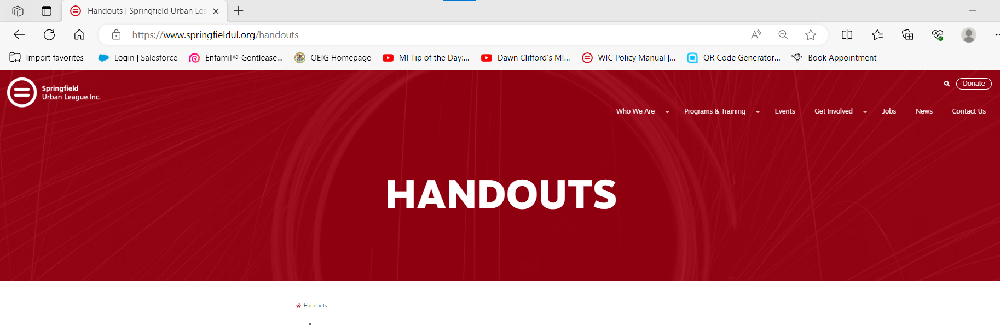 Handouts | Springfield Urban Lea
https://www.springfieldul.org/handouts
Import favorites Login | Salesforce Enfamil® Gentlease... OEIG Homepage MI Tip of the Day:... Dawn Clifford's MI... WIC Policy Manual |... QR Code Generator... Book Appointment
Springfield
Urban League Inc.
Donate
Who We Are Programs & Training Events Get Involved Jobs News Contact Us
HANDOUTS
Handouts